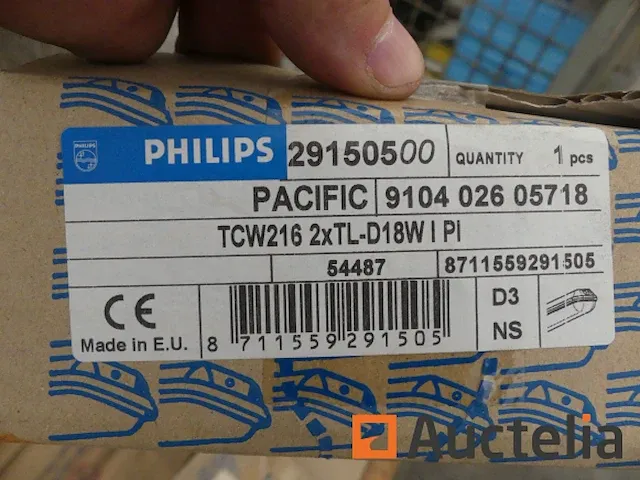 PHILIPS 29150500 QUANTITY 1 pcs
PACIFIC 9104 026 05718
TCW216 2xTL-D18W I PI
54487 8711559291505
CE D3
Made in E.U. 8 711559 291505 NS
Auctelia